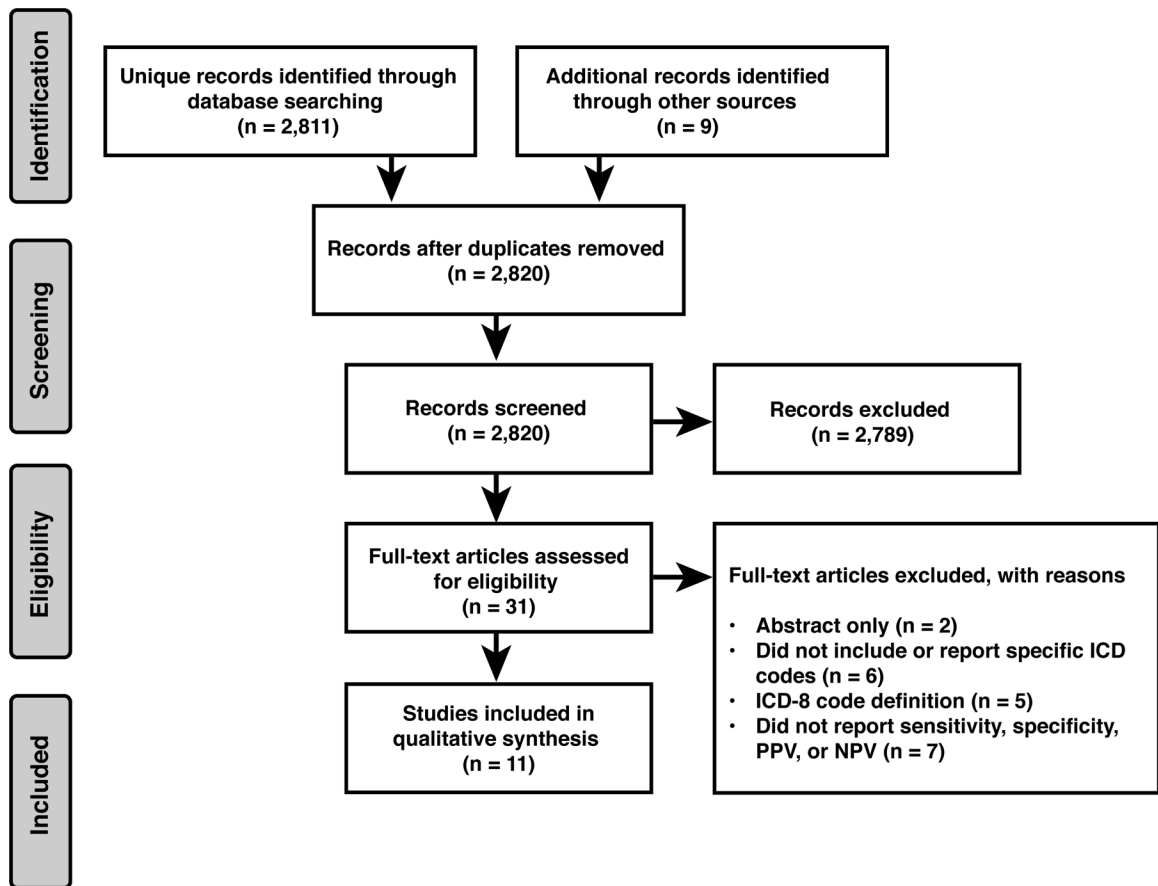 Identification
Unique records identified through
database searching
(n = 2,811)
Additional records identified
through other sources
(n = 9)
Records after duplicates removed
(n = 2,820)
Screening
Records screened
(n = 2,820)
Records excluded
(n = 2,789)
Eligibility
Full-text articles assessed
for eligibility
(n = 31)
Full-text articles excluded, with reasons
• Abstract only (n = 2)
• Did not include or report specific ICD
codes (n = 6)
• ICD-8 code definition (n = 5)
• Did not report sensitivity, specificity,
PPV, or NPV (n = 7)
Included
Studies included in
qualitative synthesis
(n = 11)